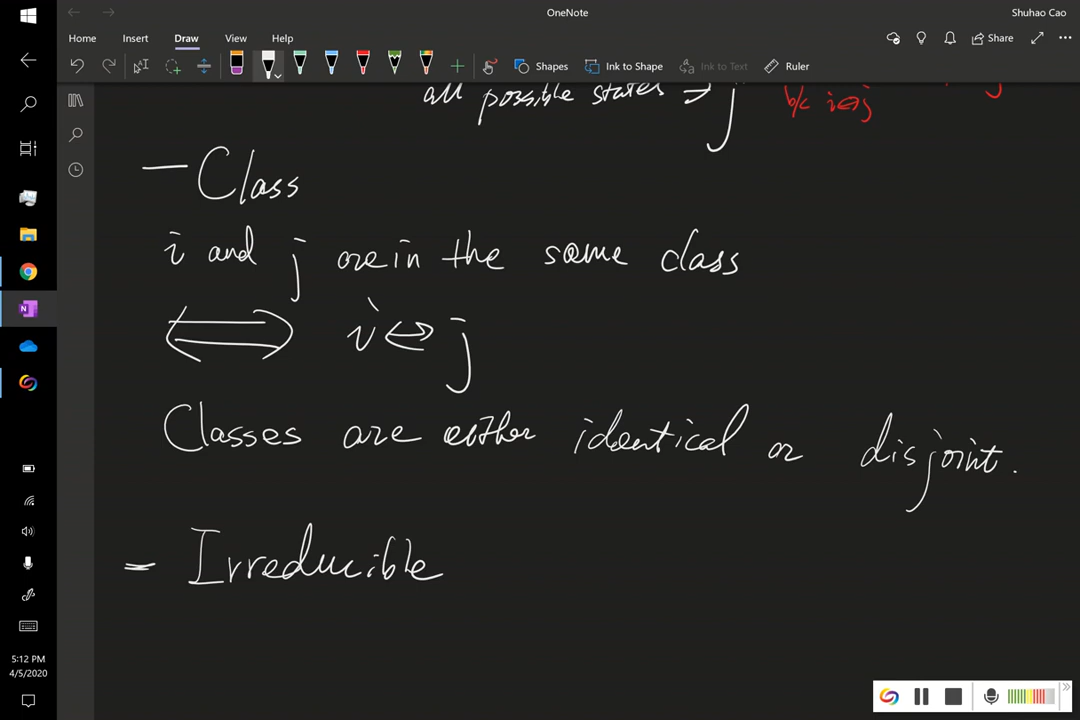 OneNote
Shuhao Cao
Home Insert Draw View Help
Share
Shapes
Ink to Shape
Ink to Text
Ruler
all possible states → j
b/c i↔j
— Class
i and j are in the same class
⟺ i ↔ j
Classes are either identical or disjoint.
- Irreducible
5:12 PM
4/5/2020